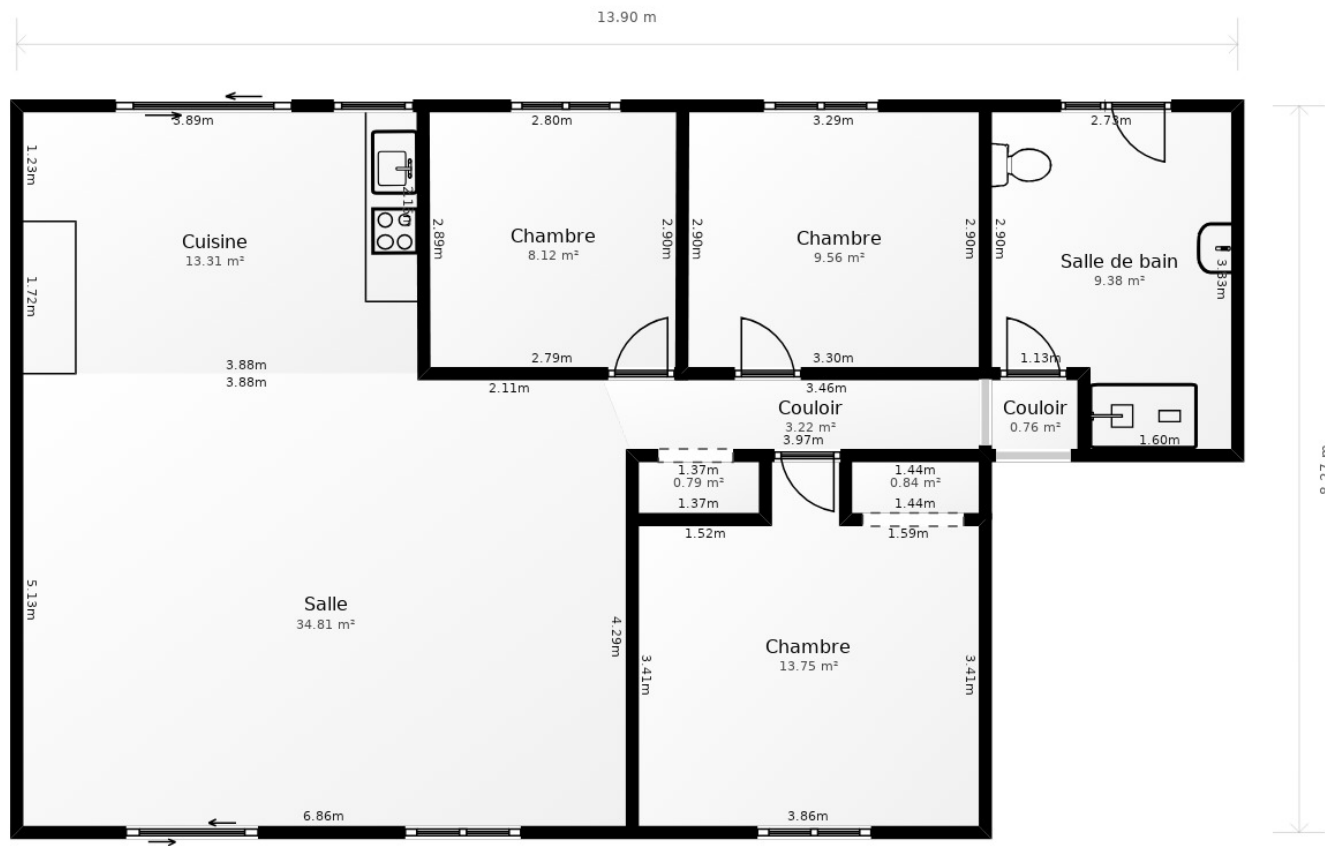 13.90 m
3.89m
2.80m
3.29m
2.73m
1.23m
2.89m
2.90m
2.90m
2.90m
2.90m
Cuisine
13.31 m²
Chambre
8.12 m²
Chambre
9.56 m²
Salle de bain
9.38 m²
1.72m
3.83m
3.88m
2.79m
3.30m
1.13m
3.88m
2.11m
3.46m
Couloir
3.22 m²
Couloir
0.76 m²
3.97m
1.60m
1.37m
0.79 m²
1.37m
1.44m
0.84 m²
1.44m
1.52m
1.59m
5.13m
Salle
34.81 m²
4.29m
3.41m
Chambre
13.75 m²
3.41m
6.86m
3.86m